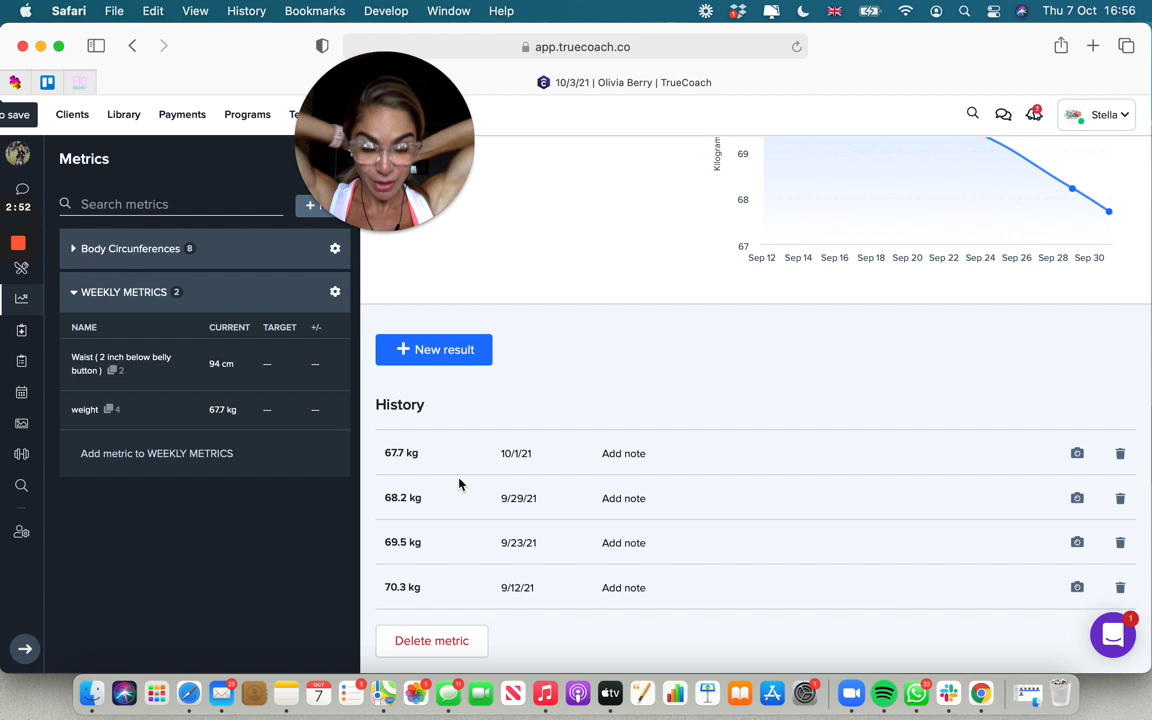 Safari File Edit View History Bookmarks Develop Window Help Thu 7 Oct 16:56
app.truecoach.co
10/3/21 | Olivia Berry | TrueCoach
o save Clients Library Payments Programs Te 7 Stella
Metrics
Search metrics
2:52
+
Body Circunferences 8
WEEKLY METRICS 2
NAME CURRENT TARGET +/-
Waist ( 2 inch below belly
button ) 2 94 cm — —
weight 4 67.7 kg — —
Add metric to WEEKLY METRICS
Kilogram
69
68
67
Sep 12 Sep 14 Sep 16 Sep 18 Sep 20 Sep 22 Sep 24 Sep 26 Sep 28 Sep 30
+ New result
History
67.7 kg 10/1/21 Add note
68.2 kg 9/29/21 Add note
69.5 kg 9/23/21 Add note
70.3 kg 9/12/21 Add note
Delete metric
1